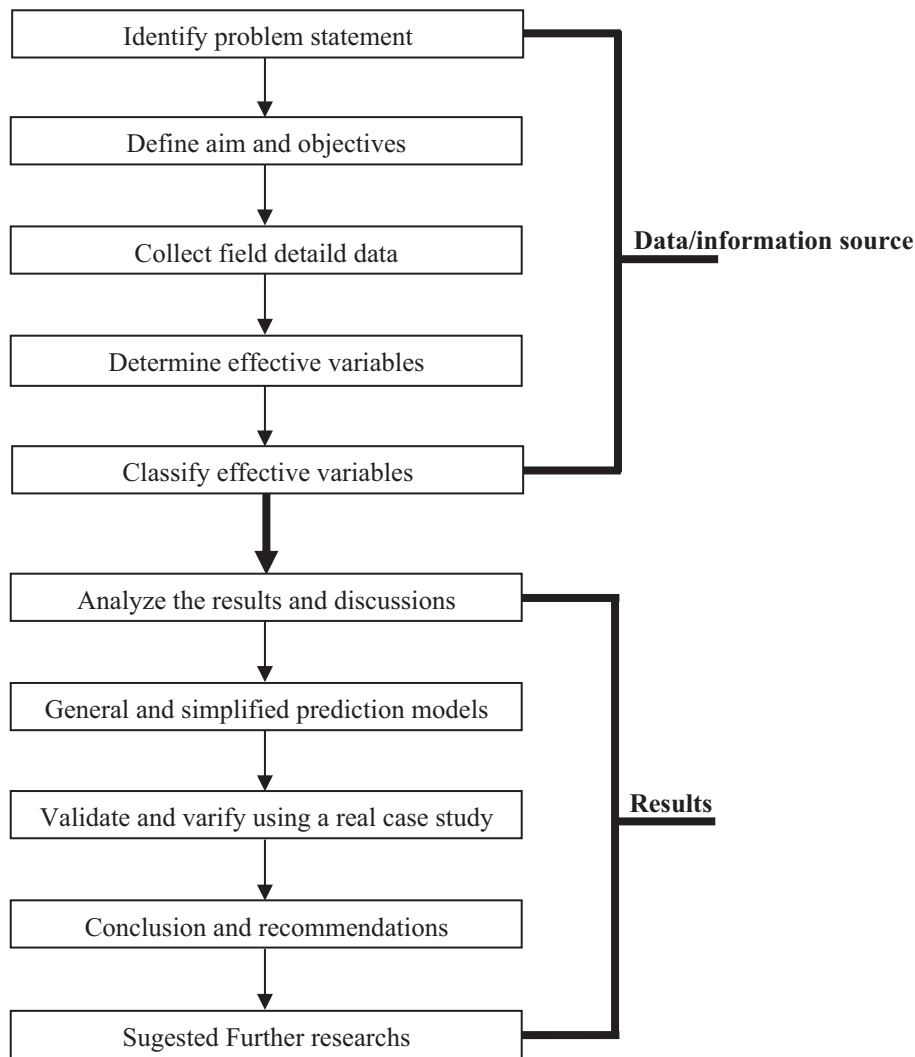 Identify problem statement
Define aim and objectives
Collect field detaild data
Data/information source
Determine effective variables
Classify effective variables
Analyze the results and discussions
General and simplified prediction models
Validate and varify using a real case study
Results
Conclusion and recommendations
Sugested Further researchs